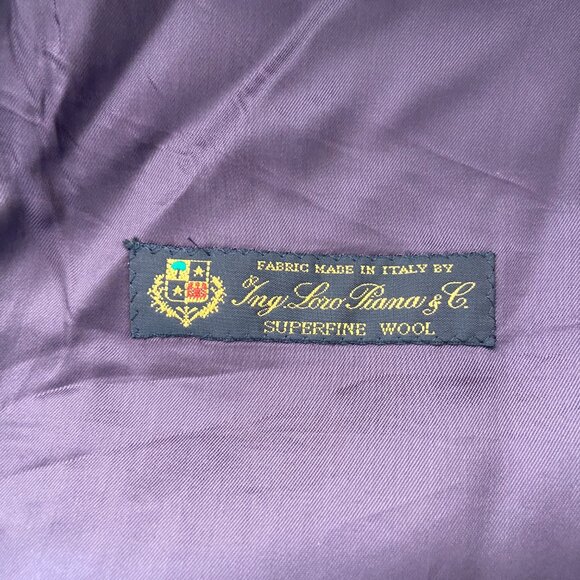 FABRIC MADE IN ITALY BY
Ing. Loro Piana & C.
SUPERFINE WOOL